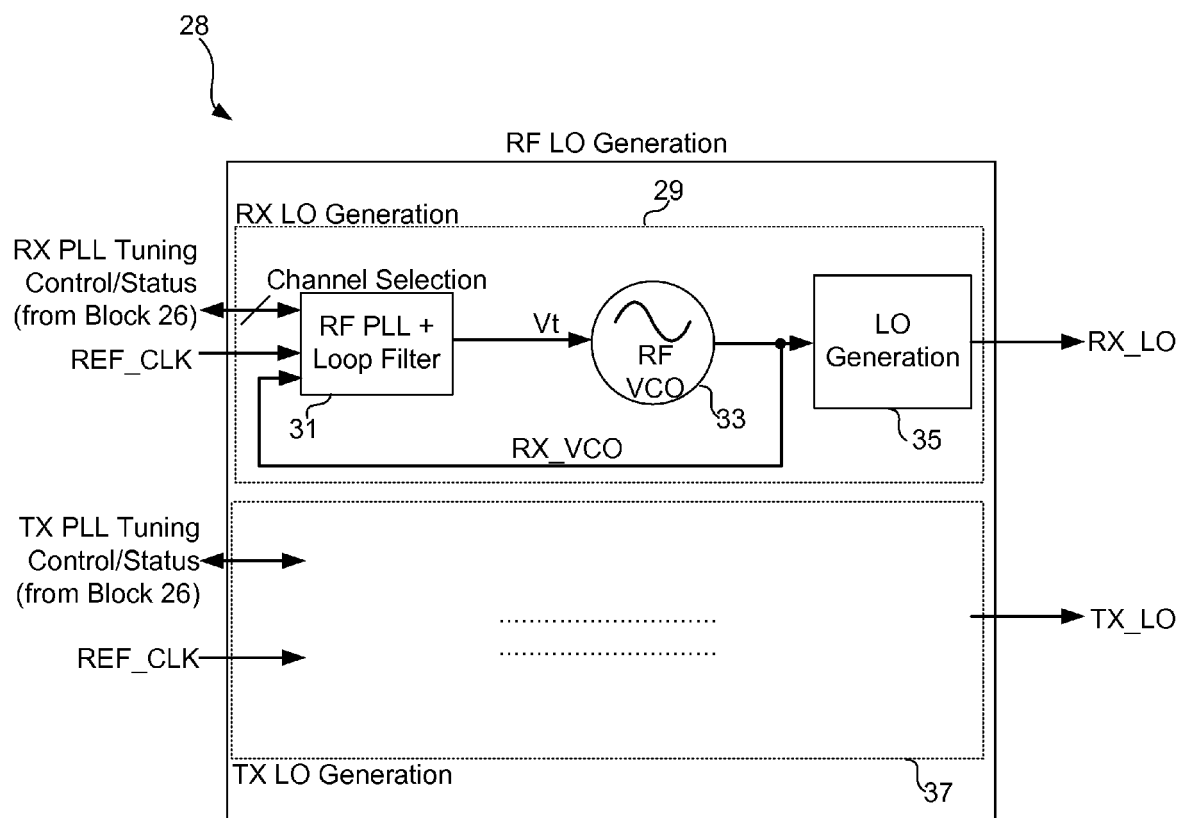 28
RF LO Generation
RX LO Generation
29
RX PLL Tuning
Control/Status
(from Block 26)
Channel Selection
REF_CLK
RF PLL +
Loop Filter
31
Vt
RF
VCO
33
LO
Generation
35
RX_LO
RX_VCO
TX PLL Tuning
Control/Status
(from Block 26)
REF_CLK
TX_LO
TX LO Generation
37